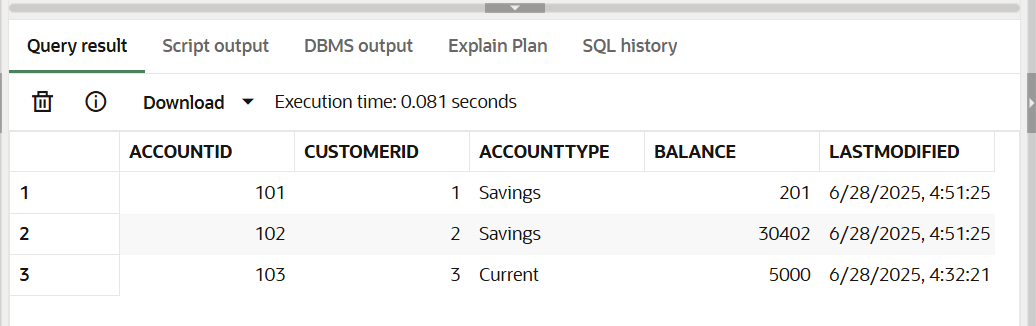 Query result Script output DBMS output Explain Plan SQL history
Download Execution time: 0.081 seconds
ACCOUNTID CUSTOMERID ACCOUNTTYPE BALANCE LASTMODIFIED
1 101 1 Savings 201 6/28/2025, 4:51:25
2 102 2 Savings 30402 6/28/2025, 4:51:25
3 103 3 Current 5000 6/28/2025, 4:32:21